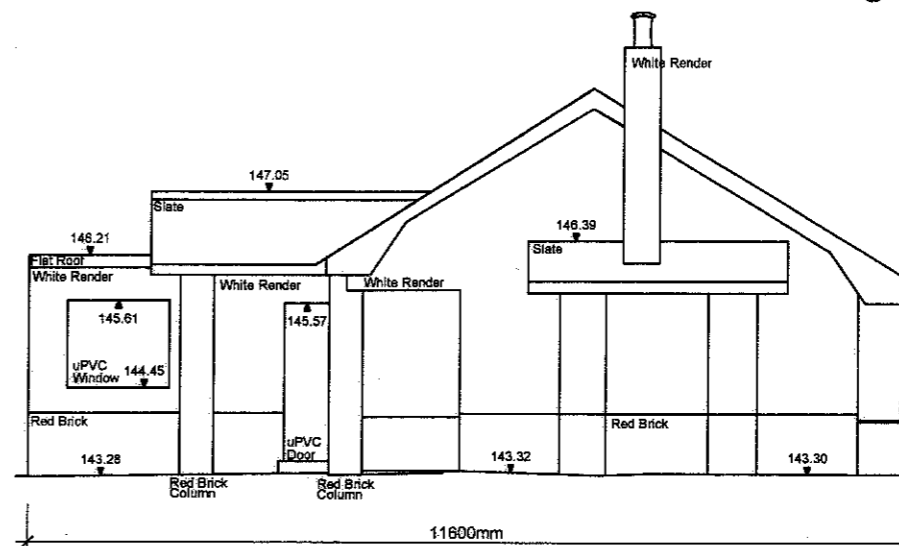 White Render
147.05
Slate
146.21
Flat Roof
White Render
146.39
Slate
White Render
White Render
145.61
145.57
uPVC
Window
144.45
Red Brick
Red Brick
uPVC
Door
143.28
143.32
143.30
Red Brick
Column
Red Brick
Column
11600mm